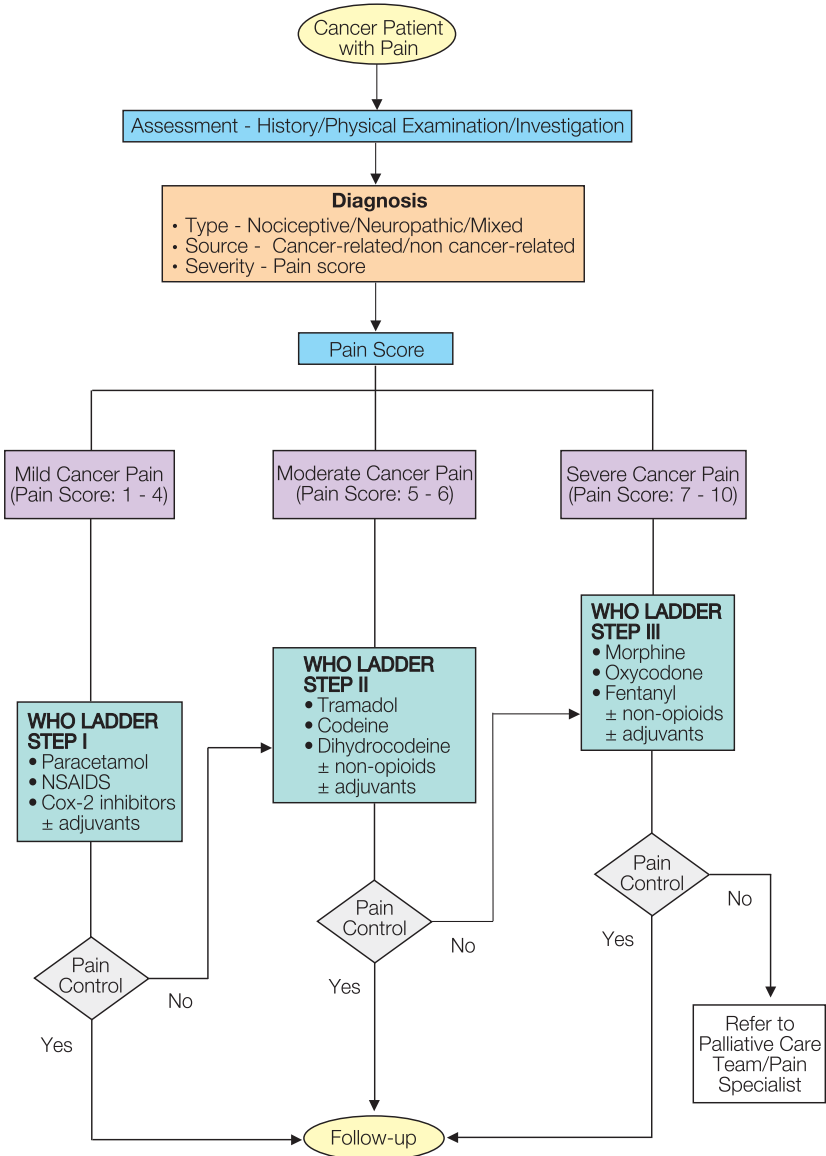 Cancer Patient
with Pain
Assessment - History/Physical Examination/Investigation
Diagnosis
• Type - Nociceptive/Neuropathic/Mixed
• Source - Cancer-related/non cancer-related
• Severity - Pain score
Pain Score
Mild Cancer Pain
(Pain Score: 1 - 4)
Moderate Cancer Pain
(Pain Score: 5 - 6)
Severe Cancer Pain
(Pain Score: 7 - 10)
WHO LADDER
STEP I
• Paracetamol
• NSAIDS
• Cox-2 inhibitors
± adjuvants
WHO LADDER
STEP II
• Tramadol
• Codeine
• Dihydrocodeine
± non-opioids
± adjuvants
WHO LADDER
STEP III
• Morphine
• Oxycodone
• Fentanyl
± non-opioids
± adjuvants
Pain
Control
No
Yes
Pain
Control
No
Yes
Pain
Control
No
Yes
Refer to
Palliative Care
Team/Pain
Specialist
Follow-up